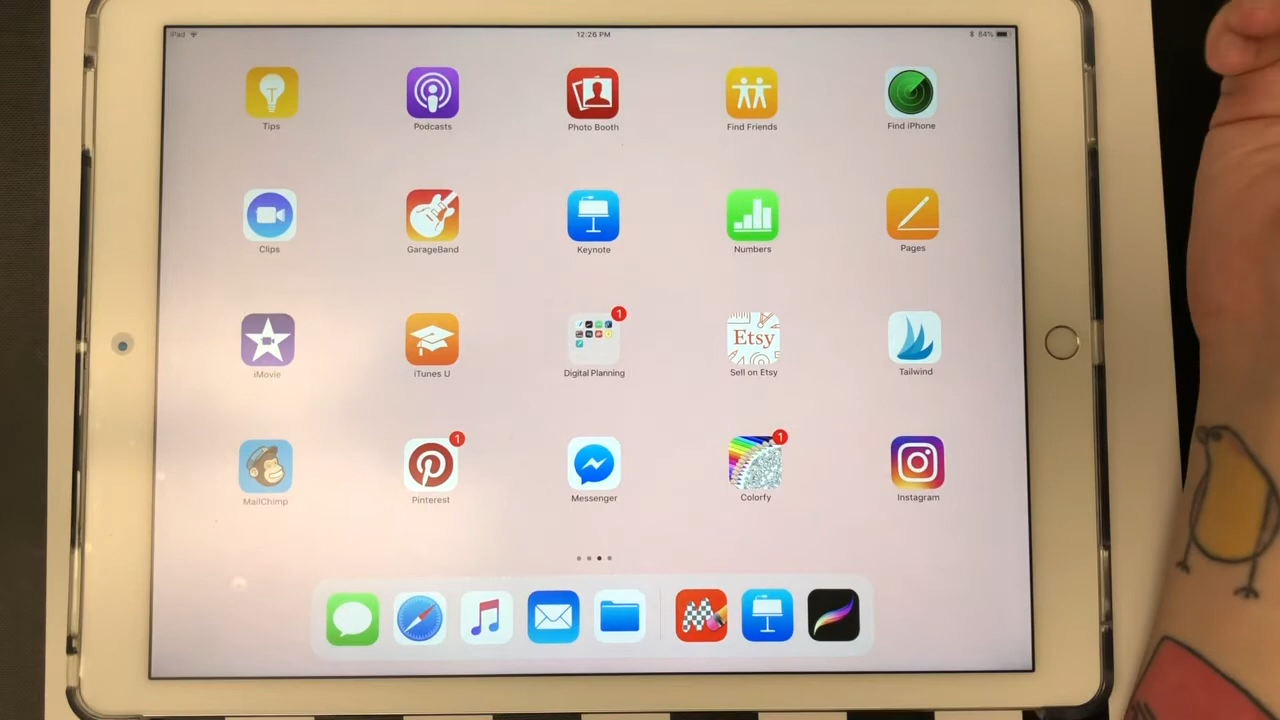 iPad 12:26 PM 84%
Tips Podcasts Photo Booth Find Friends Find iPhone
Clips GarageBand Keynote Numbers Pages
1
Etsy
iMovie iTunes U Digital Planning Sell on Etsy Tailwind
1 1
MailChimp Pinterest Messenger Colorfy Instagram